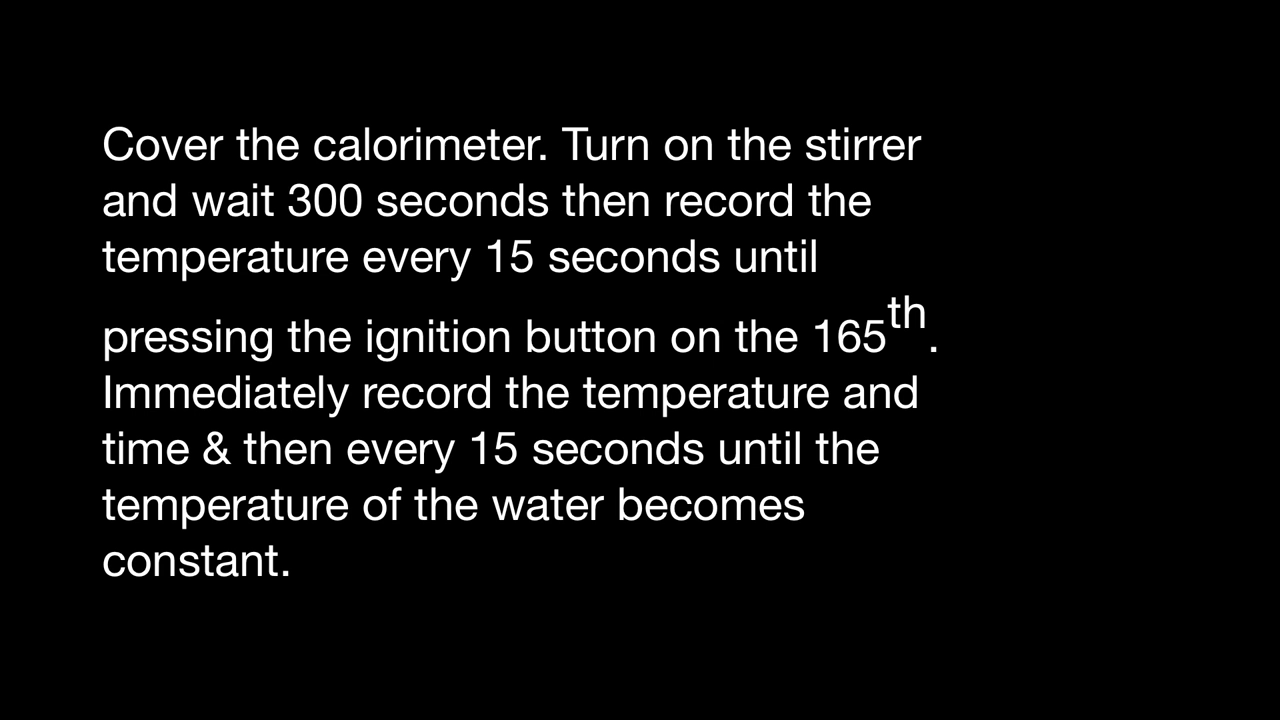 Cover the calorimeter. Turn on the stirrer
and wait 300 seconds then record the
temperature every 15 seconds until
pressing the ignition button on the 165th.
Immediately record the temperature and
time & then every 15 seconds until the
temperature of the water becomes
constant.